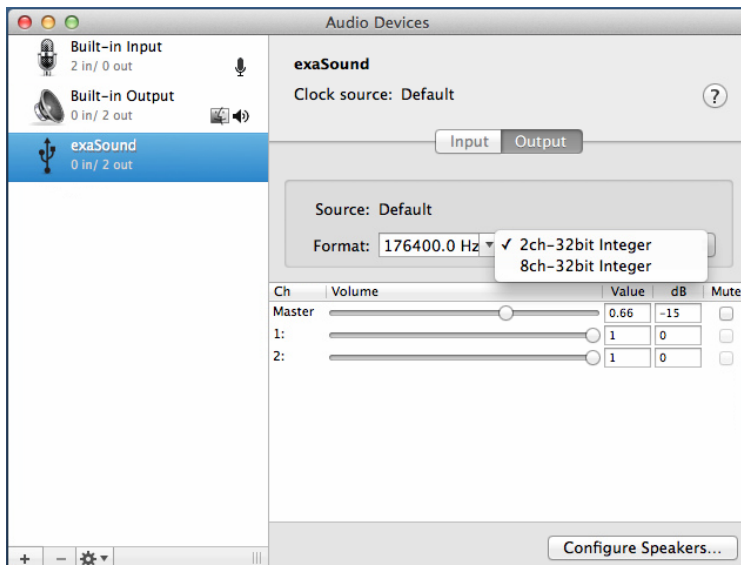 Audio Devices
Built-in Input
2 in/ 0 out
Built-in Output
0 in/ 2 out
exaSound
0 in/ 2 out
exaSound
Clock source: Default
?
Input Output
Source: Default
Format: 176400.0 Hz ✓ 2ch-32bit Integer
8ch-32bit Integer
Ch Volume Value dB Mute
Master 0.66 -15
1: 1 0
2: 1 0
+ −
Configure Speakers...